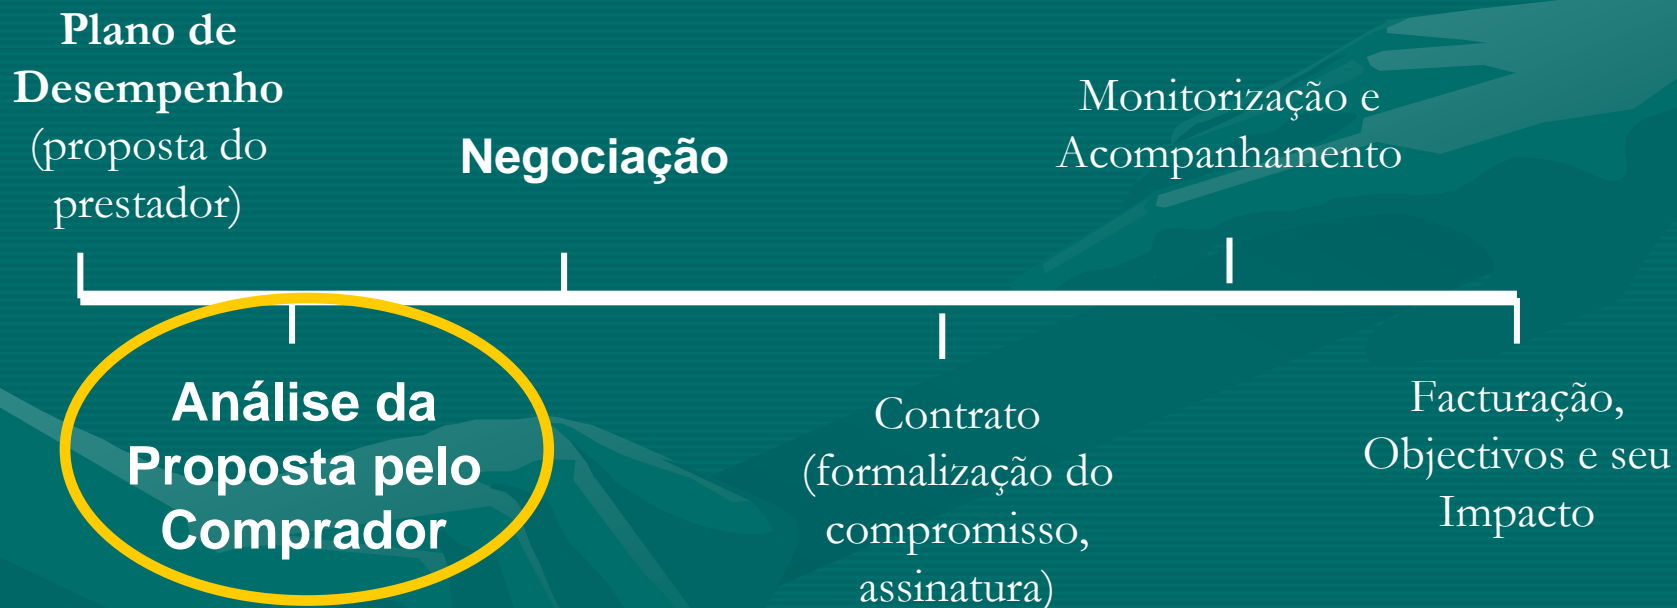 Plano de
Desempenho
(proposta do
prestador)
Análise da
Proposta pelo
Comprador
Negociação
Contrato
(formalização do
compromisso,
assinatura)
Monitorização e
Acompanhamento
Facturação,
Objectivos e seu
Impacto